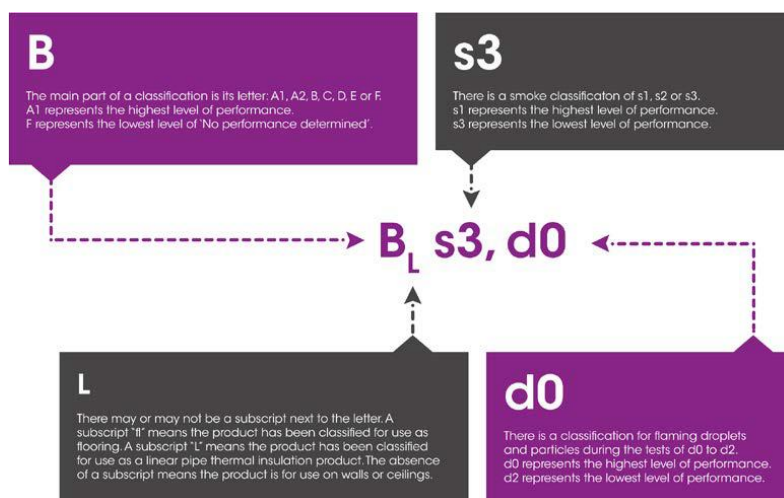 B
The main part of a classification is its letter: A1, A2, B, C, D, E or F.
A1 represents the highest level of performance.
F represents the lowest level of 'No performance determined'.
s3
There is a smoke classificaton of s1, s2 or s3.
s1 represents the highest level of performance.
s3 represents the lowest level of performance.
B L s3, d0
L
There may or may not be a subscript next to the letter. A
subscript "fl" means the product has been classified for use as
flooring. A subscript "L" means the product has been classified
for use as a linear pipe thermal insulation product. The absence
of a subscript means the product is for use on walls or ceilings.
d0
There is a classification for flaming droplets
and particles during the tests of d0 to d2.
d0 represents the highest level of performance.
d2 represents the lowest level of performance.